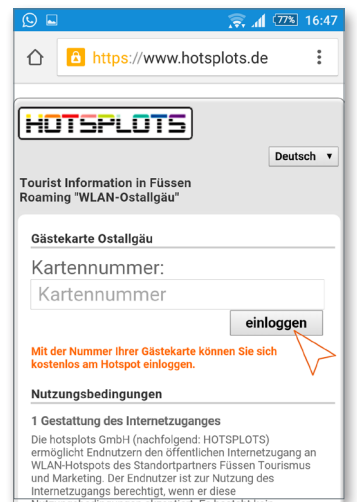 77% 16:47
https://www.hotsplots.de
HOTSPLOTS
Deutsch
Tourist Information in Füssen
Roaming "WLAN-Ostallgäu"
Gästekarte Ostallgäu
Kartennummer:
Kartennummer
einloggen
Mit der Nummer Ihrer Gästekarte können Sie sich
kostenlos am Hotspot einloggen.
Nutzungsbedingungen
1 Gestattung des Internetzuganges
Die hotsplots GmbH (nachfolgend: HOTSPLOTS)
ermöglicht Endnutzern den öffentlichen Internetzugang an
WLAN-Hotspots des Standortpartners Füssen Tourismus
und Marketing. Der Endnutzer ist zur Nutzung des
Internetzugangs berechtigt, wenn er diese